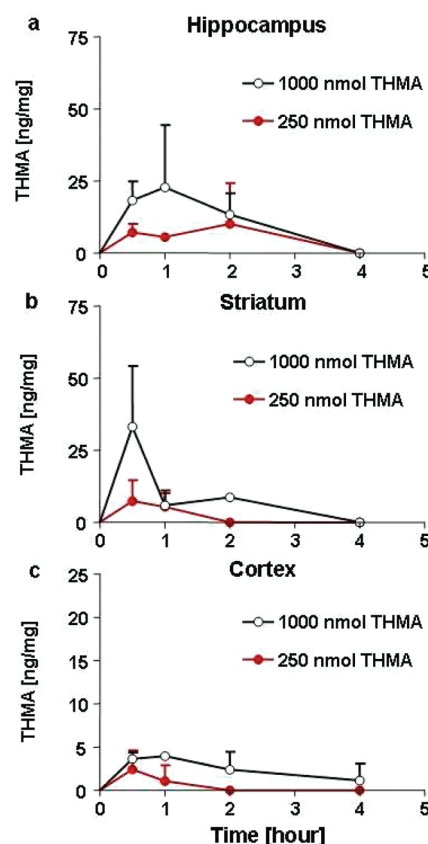 a
Hippocampus
75
50
25
0
THMA [ng/mg]
1000 nmol THMA
250 nmol THMA
0 1 2 3 4 5
b
Striatum
75
50
25
0
THMA [ng/mg]
1000 nmol THMA
250 nmol THMA
0 1 2 3 4 5
c
Cortex
25
20
15
10
5
0
THMA [ng/mg]
1000 nmol THMA
250 nmol THMA
0 1 2 3 4 5
Time [hour]